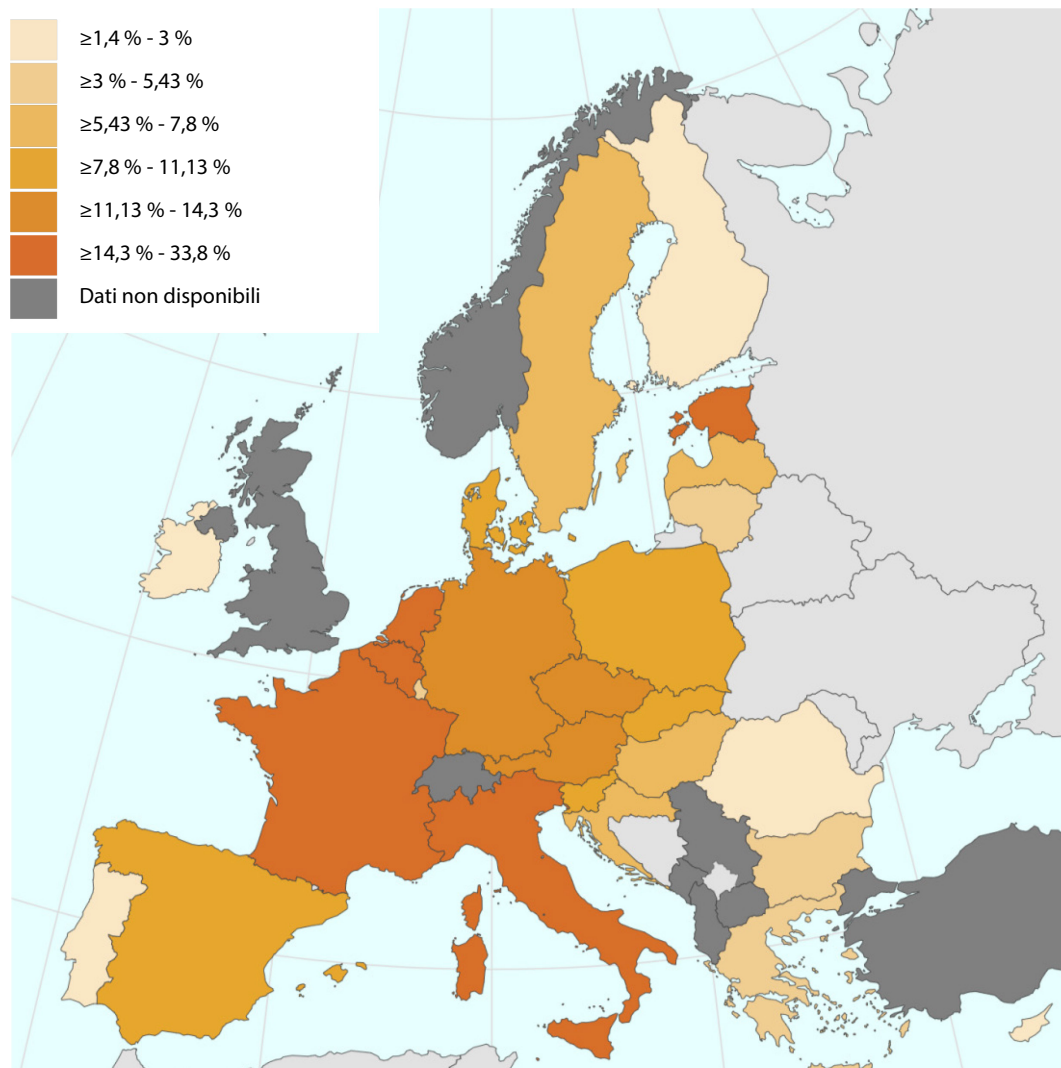 ≥1,4 % - 3 %
≥3 % - 5,43 %
≥5,43 % - 7,8 %
≥7,8 % - 11,13 %
≥11,13 % - 14,3 %
≥14,3 % - 33,8 %
Dati non disponibili